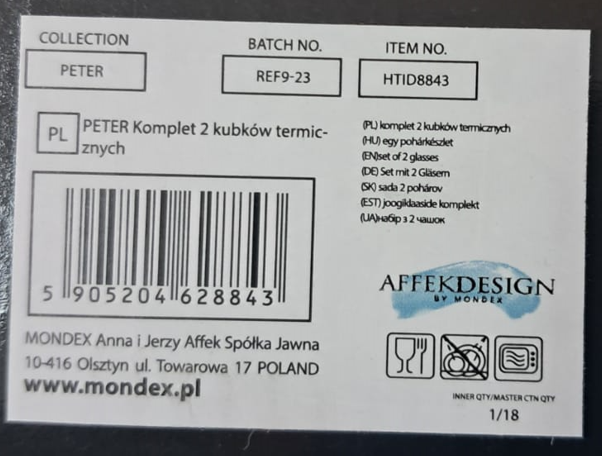 COLLECTION
BATCH NO.
ITEM NO.
PETER
REF9-23
HTID8843
PL
PETER Komplet 2 kubków termic-
znych
(PL) komplet 2 kubków termicznych
(HU) egy pohárkészlet
(EN)set of 2 glasses
(DE) Set mit 2 Gläsern
(SK) sada 2 pohárov
(EST) joogiklaaside komplekt
(UA)набір з 2 чашок
5 905204 628843
AFFEKDESIGN
BY MONDEX
MONDEX Anna i Jerzy Affek Spółka Jawna
10-416 Olsztyn ul. Towarowa 17 POLAND
www.mondex.pl
INNER QTY/MASTER CTN QTY
1/18